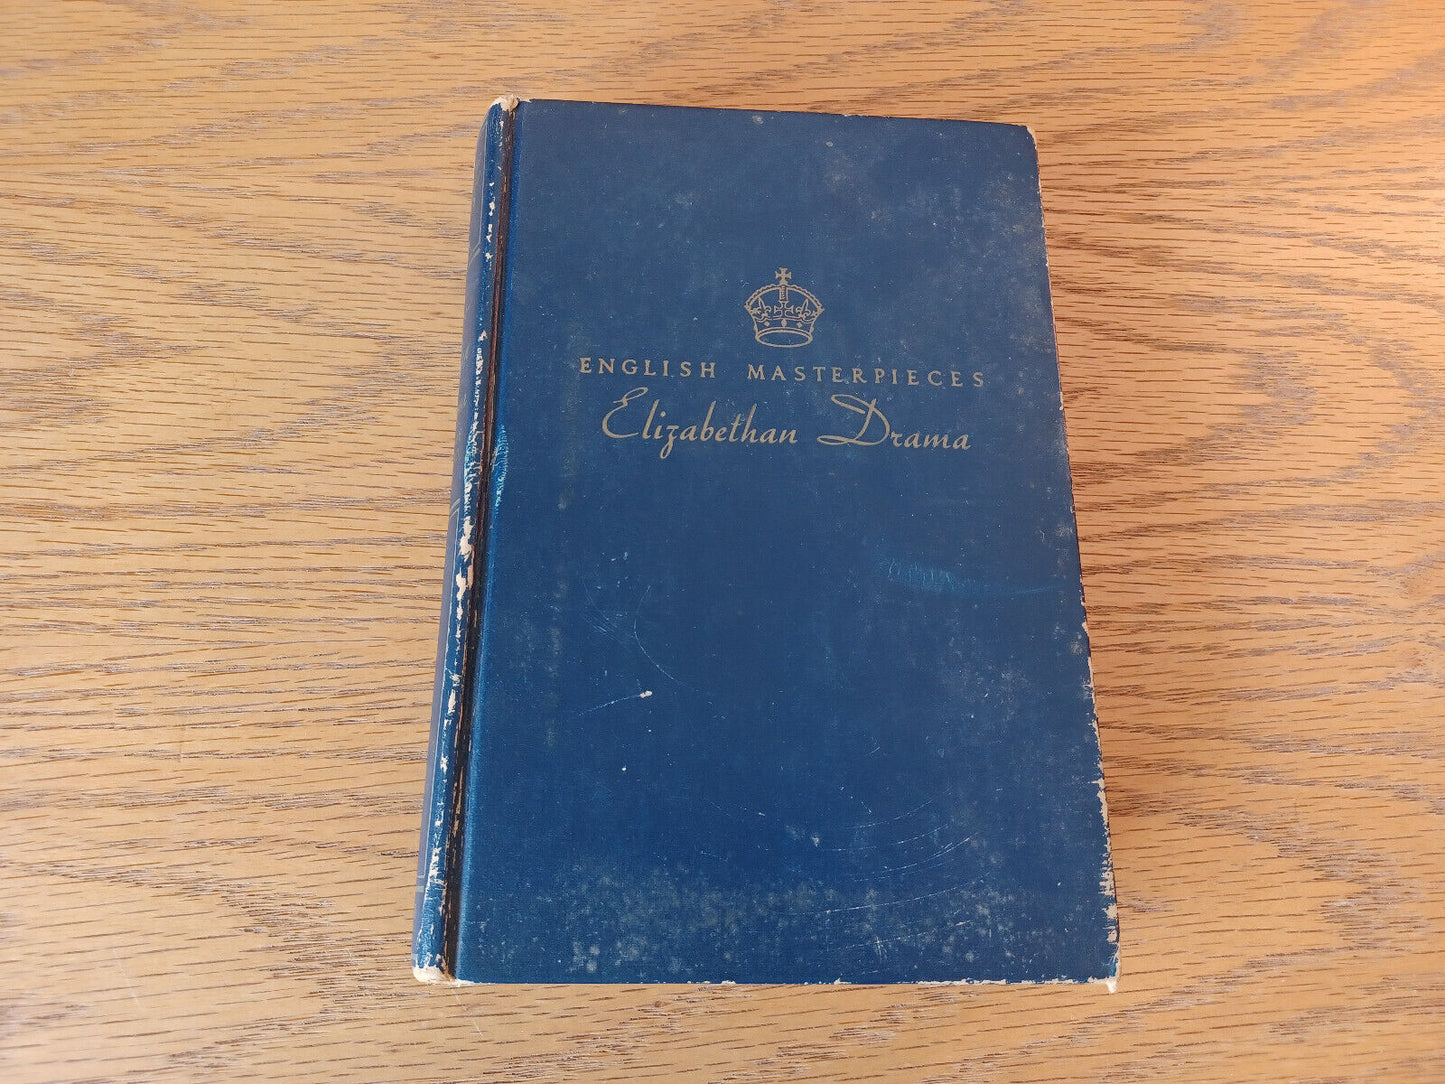 ENGLISH MASTERPIECES
Elizabethan Drama